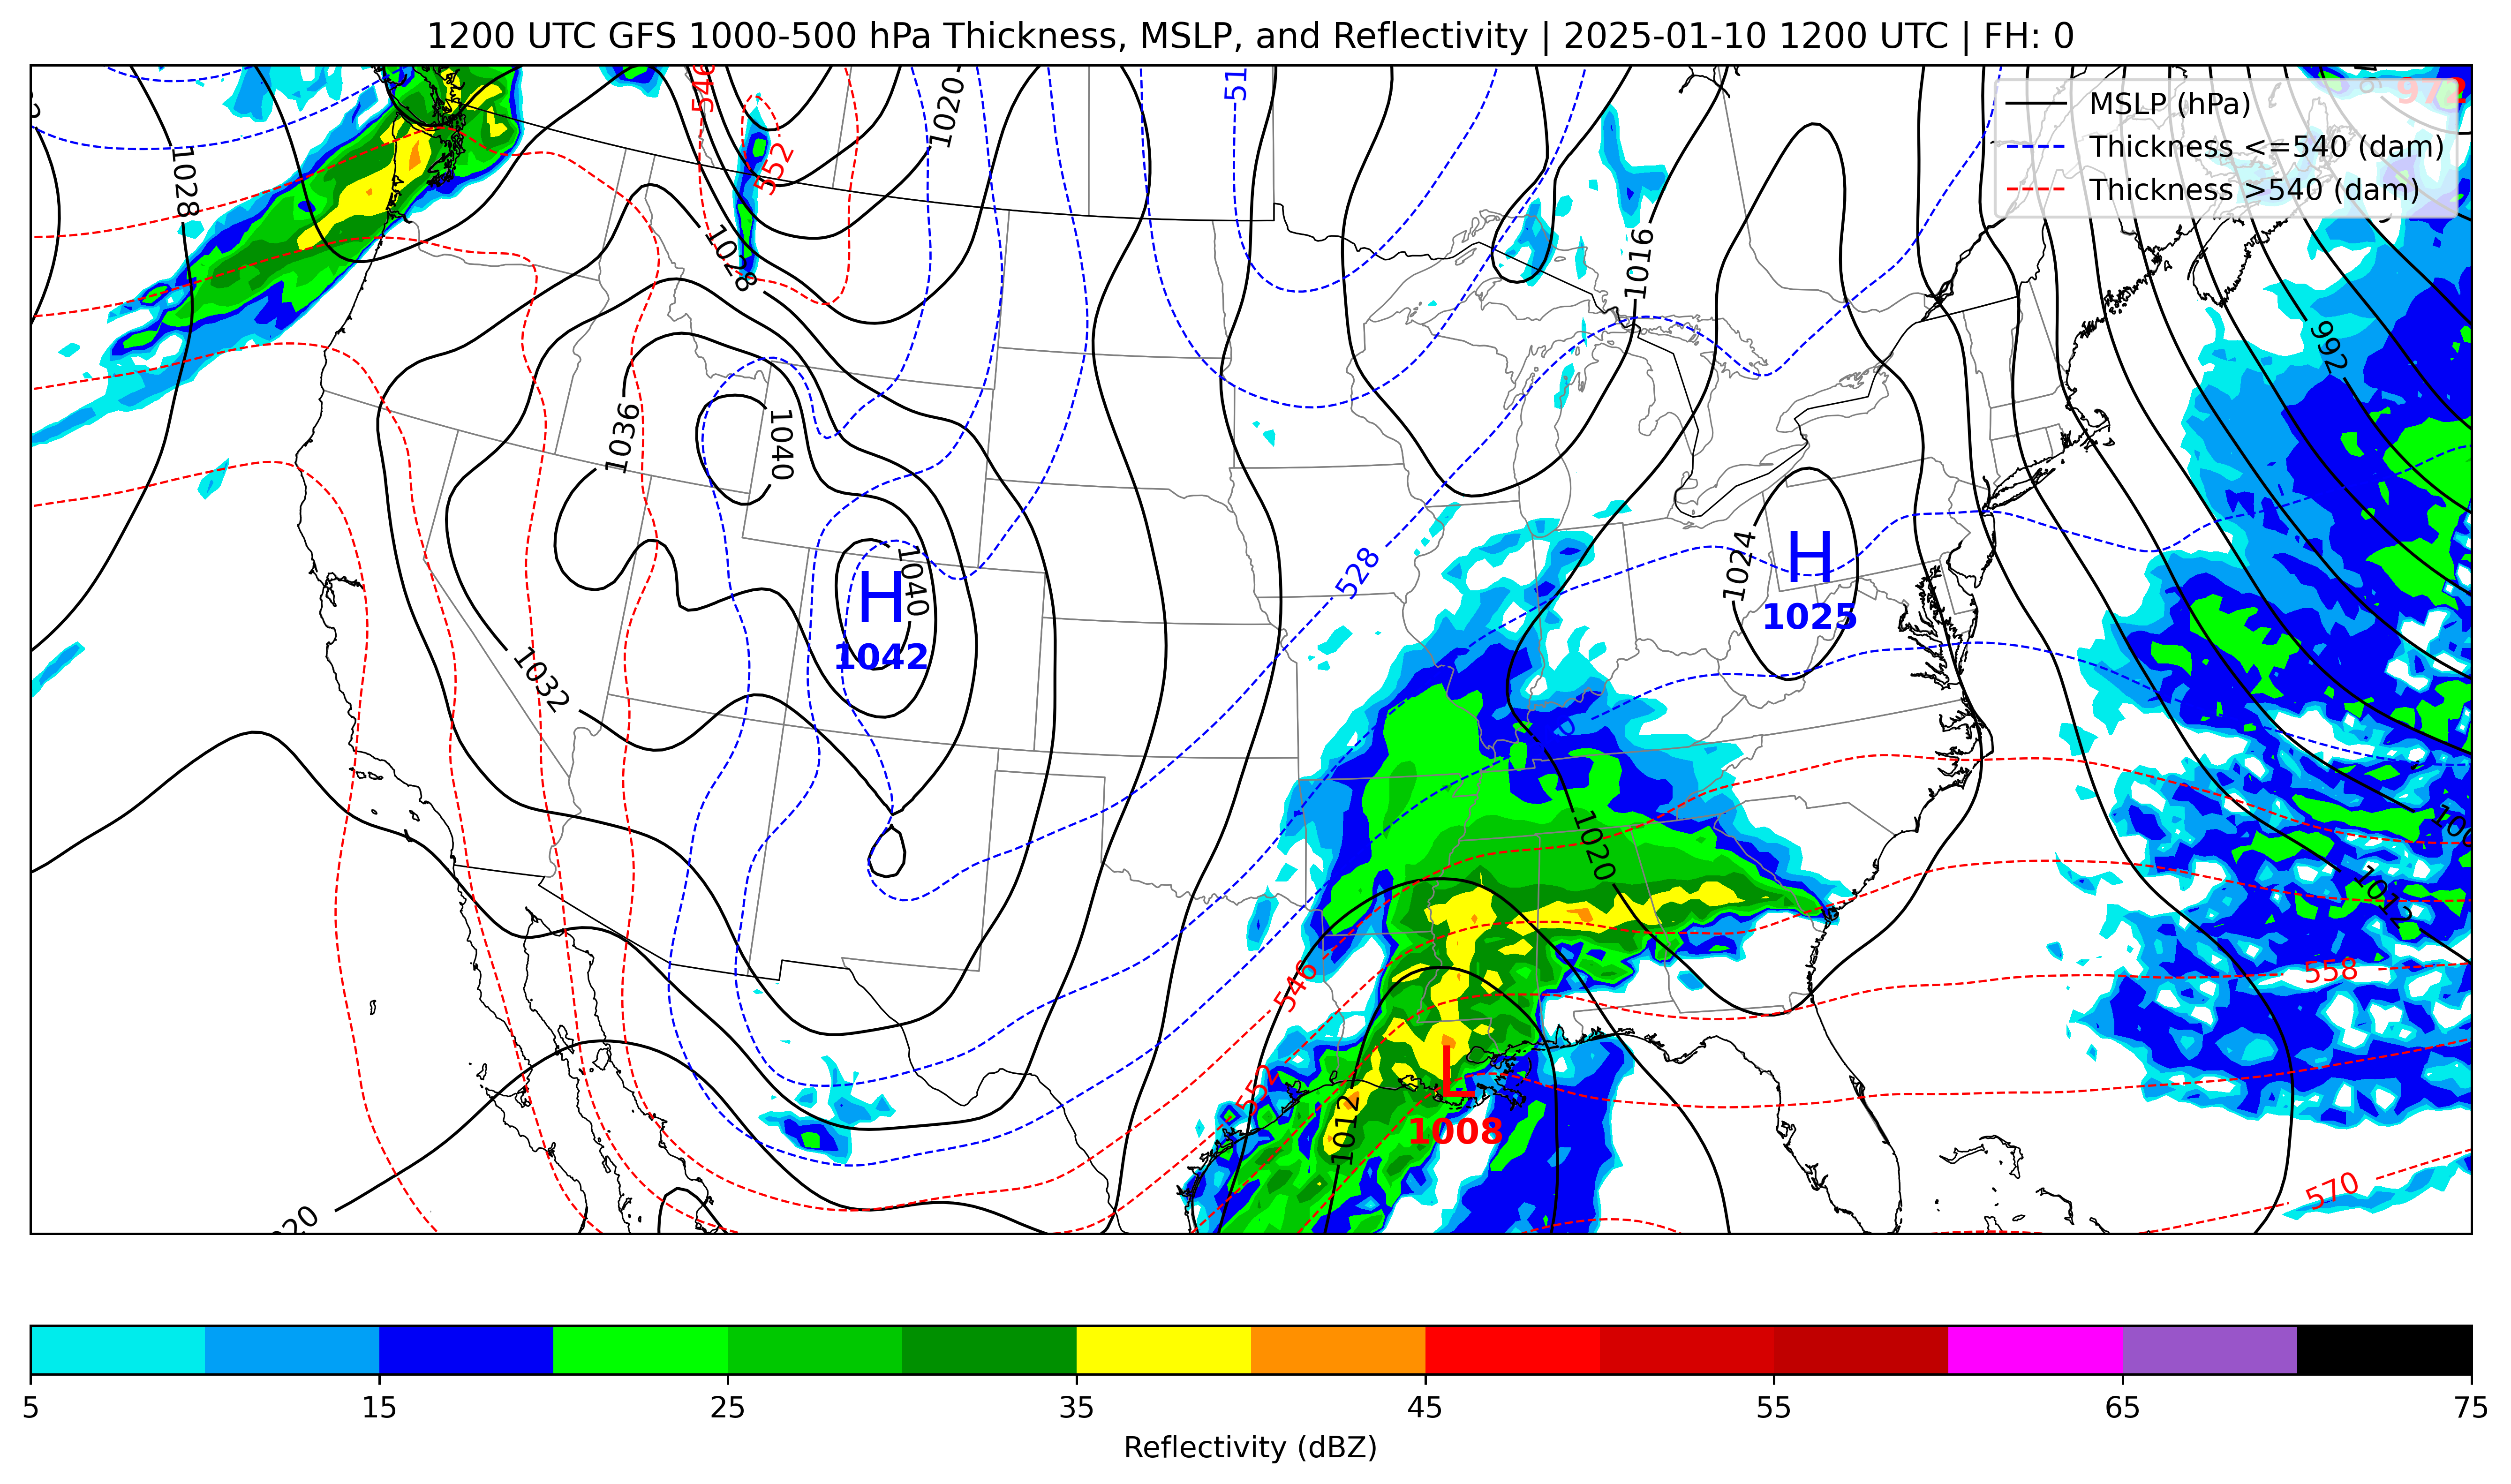 1200 UTC GFS 1000-500 hPa Thickness, MSLP, and Reflectivity | 2025-01-10 1200 UTC | FH: 0
MSLP (hPa)
Thickness <=540 (dam)
Thickness >540 (dam)
546
1020
1028
552
1028
1016
992
1036
1040
1040
H
1042
528
1024
H
1025
1032
1020
1012
546
558
552
L
1008
1012
570
5 15 25 35 45 55 65 75
Reflectivity (dBZ)